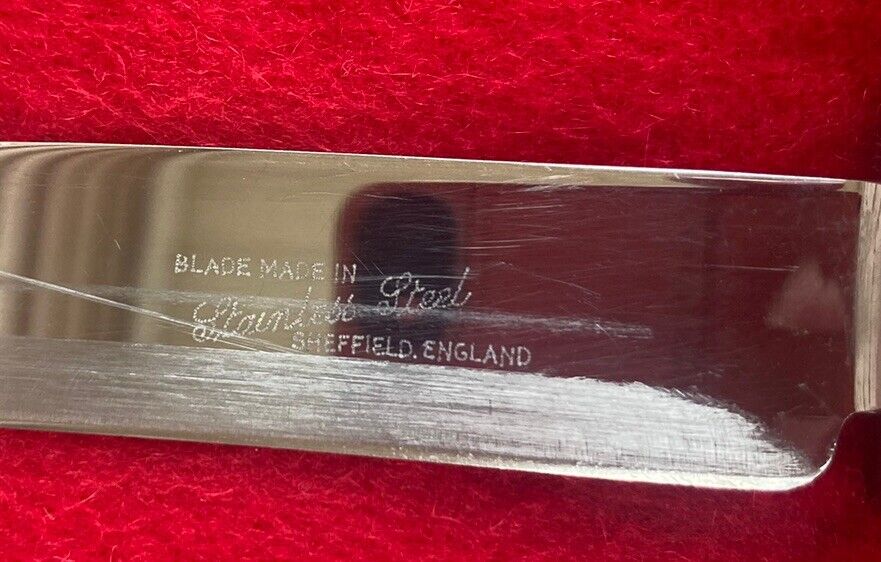 BLADE MADE IN
Stainless Steel
SHEFFIELD, ENGLAND